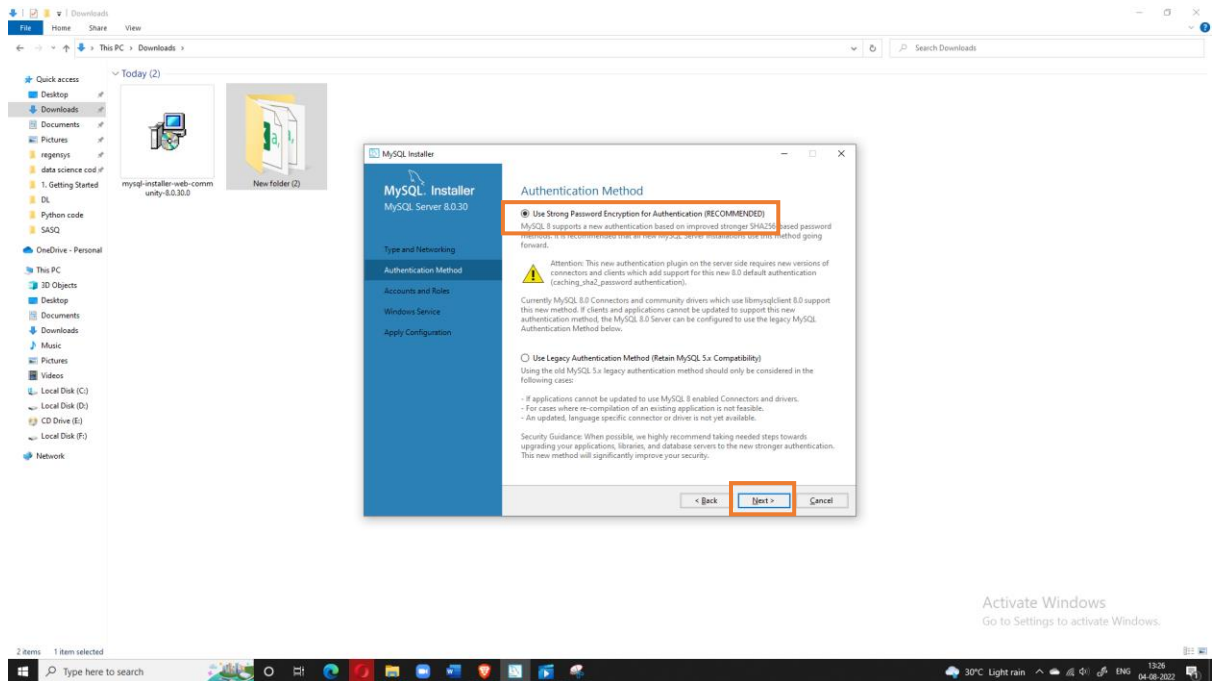 Downloads
File Home Share View
This PC > Downloads >
Search Downloads
Quick access
Desktop
Downloads
Documents
Pictures
regensys
data science cod
1. Getting Started
DL
Python code
SASQ
OneDrive - Personal
This PC
3D Objects
Desktop
Documents
Downloads
Music
Pictures
Videos
Local Disk (C:)
Local Disk (D:)
CD Drive (E:)
Local Disk (F:)
Network
Today (2)
mysql-installer-web-comm
unity-8.0.30.0
New folder (2)
MySQL Installer
MySQL. Installer
MySQL Server 8.0.30
Type and Networking
Authentication Method
Accounts and Roles
Windows Service
Apply Configuration
Authentication Method
Use Strong Password Encryption for Authentication (RECOMMENDED)
MySQL 8 supports a new authentication based on improved stronger SHA256-based password
methods. It is recommended that all new MySQL Server installations use this method going
forward.
Attention: This new authentication plugin on the server side requires new versions of
connectors and clients which add support for this new 8.0 default authentication
(caching_sha2_password authentication).
Currently MySQL 8.0 Connectors and community drivers which use libmysqlclient 8.0 support
this new method. If clients and applications cannot be updated to support this new
authentication method, the MySQL 8.0 Server can be configured to use the legacy MySQL
Authentication Method below.
Use Legacy Authentication Method (Retain MySQL 5.x Compatibility)
Using the old MySQL 5.x legacy authentication method should only be considered in the
following cases:
- If applications cannot be updated to use MySQL 8 enabled Connectors and drivers.
- For cases where re-compilation of an existing application is not feasible.
- An updated, language specific connector or driver is not yet available.
Security Guidance: When possible, we highly recommend taking needed steps towards
upgrading your applications, libraries, and database servers to the new stronger authentication.
This new method will significantly improve your security.
< Back Next > Cancel
Activate Windows
Go to Settings to activate Windows.
2 items 1 item selected
Type here to search
30°C Light rain ENG 13:26
04-08-2022